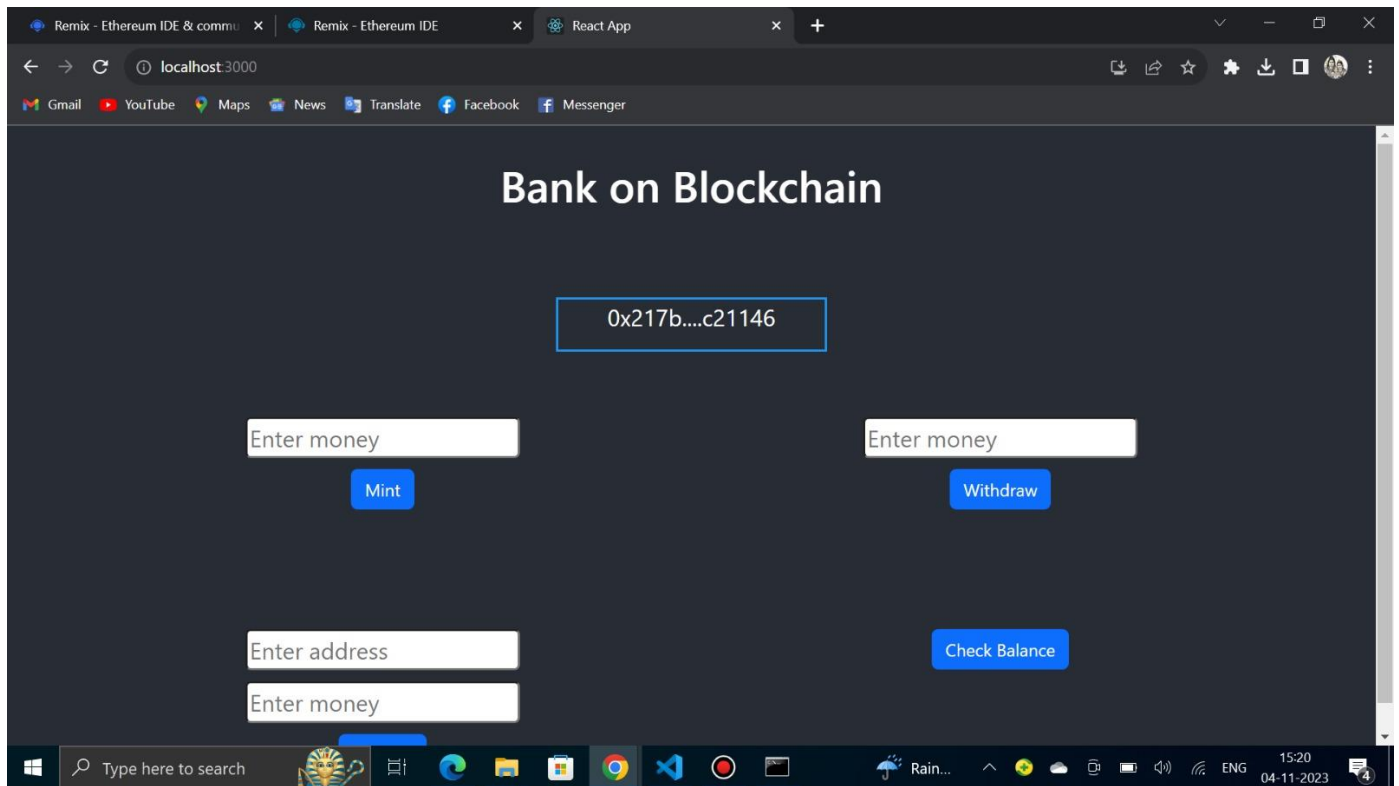 Remix - Ethereum IDE & commu
Remix - Ethereum IDE
React App
localhost:3000
Gmail YouTube Maps News Translate Facebook Messenger
Bank on Blockchain
0x217b....c21146
Enter money
Enter money
Mint
Withdraw
Enter address
Check Balance
Enter money
Type here to search
Rain...
ENG
15:20
04-11-2023
4